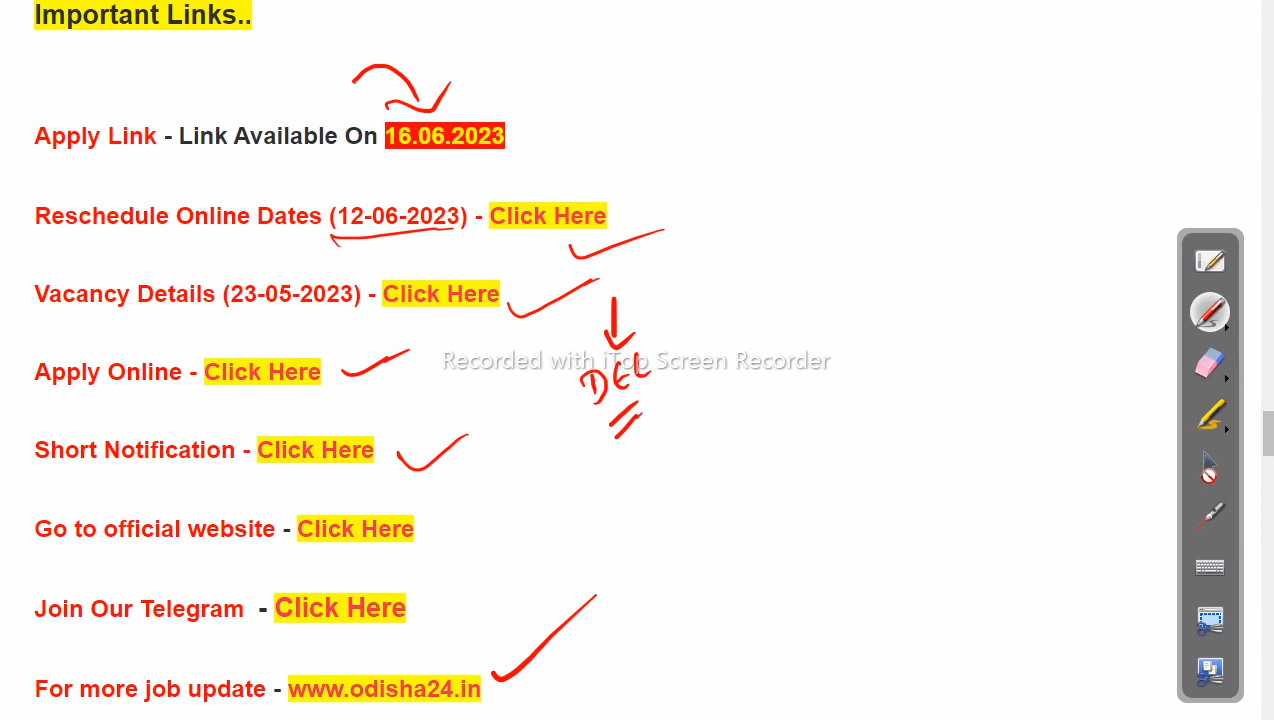 Important Links..
Apply Link - Link Available On 16.06.2023
Reschedule Online Dates (12-06-2023) - Click Here
Vacancy Details (23-05-2023) - Click Here
Recorded with iTop Screen Recorder
Apply Online - Click Here
Short Notification - Click Here
Go to official website - Click Here
Join Our Telegram - Click Here
For more job update - www.odisha24.in